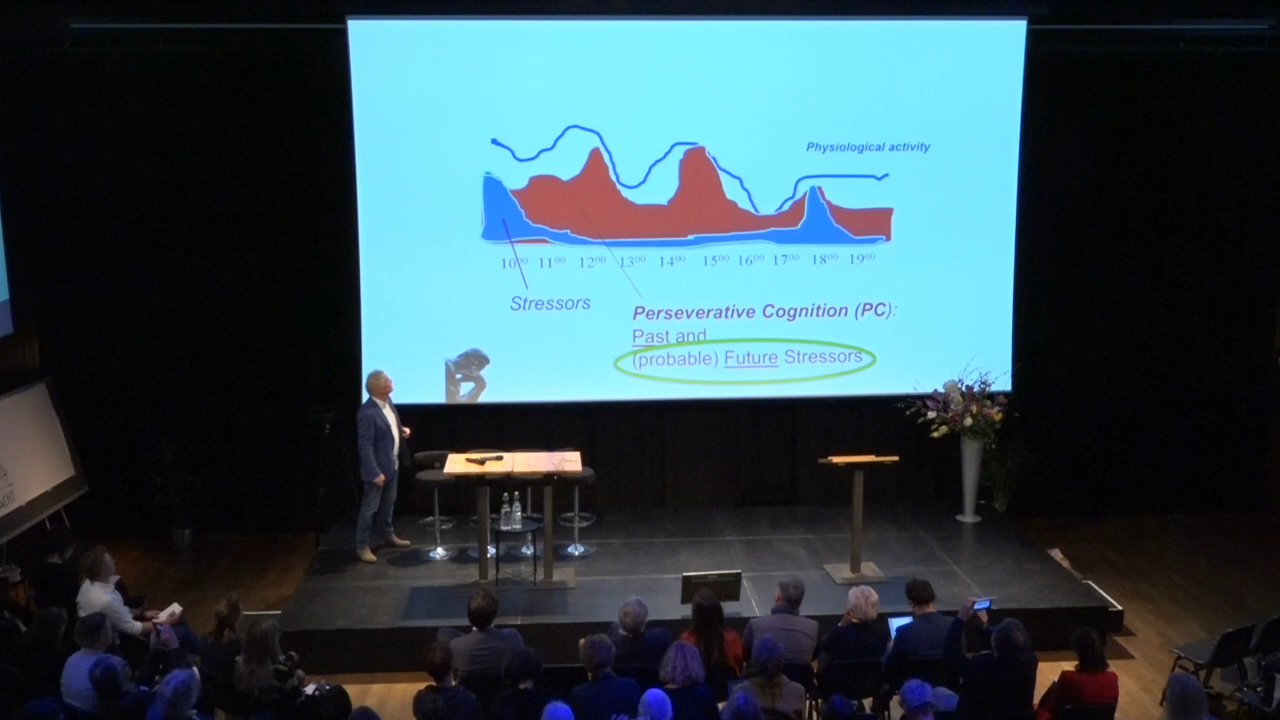 Physiological activity
10⁰⁰ 11⁰⁰ 12⁰⁰ 13⁰⁰ 14⁰⁰ 15⁰⁰ 16⁰⁰ 17⁰⁰ 18⁰⁰ 19⁰⁰
Stressors
Perseverative Cognition (PC):
Past and
(probable) Future Stressors